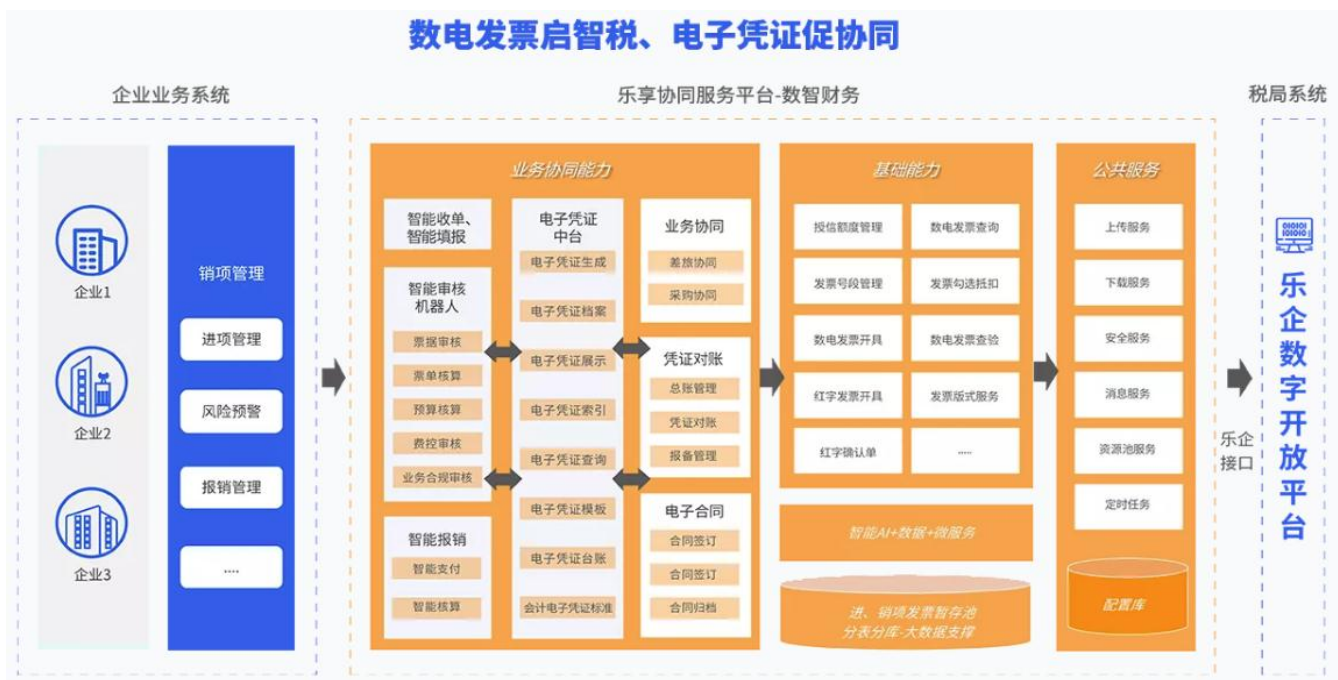 数电发票启智税、电子凭证促协同
企业业务系统
乐享协同服务平台-数智财务
税局系统
企业1
企业2
企业3
销项管理
进项管理
风险预警
报销管理
....
业务协同能力
智能收单、
智能填报
智能审核
机器人
票据审核
票单核算
预算核算
费控审核
业务合规审核
智能报销
智能支付
智能核算
电子凭证
中台
电子凭证生成
电子凭证档案
电子凭证展示
电子凭证索引
电子凭证查询
电子凭证模板
电子凭证台账
会计电子凭证标准
业务协同
差旅协同
采购协同
凭证对账
总账管理
凭证对账
报备管理
电子合同
合同签订
合同签订
合同归档
基础能力
授信额度管理
数电发票查询
发票号段管理
发票勾选抵扣
数电发票开具
数电发票查验
红字发票开具
发票版式服务
红字确认单
.....
智能AI+数据+微服务
进、销项发票暂存池
分表分库-大数据支撑
公共服务
上传服务
下载服务
安全服务
消息服务
资源池服务
定时任务
配置库
乐企
接口
乐企数字开放平台